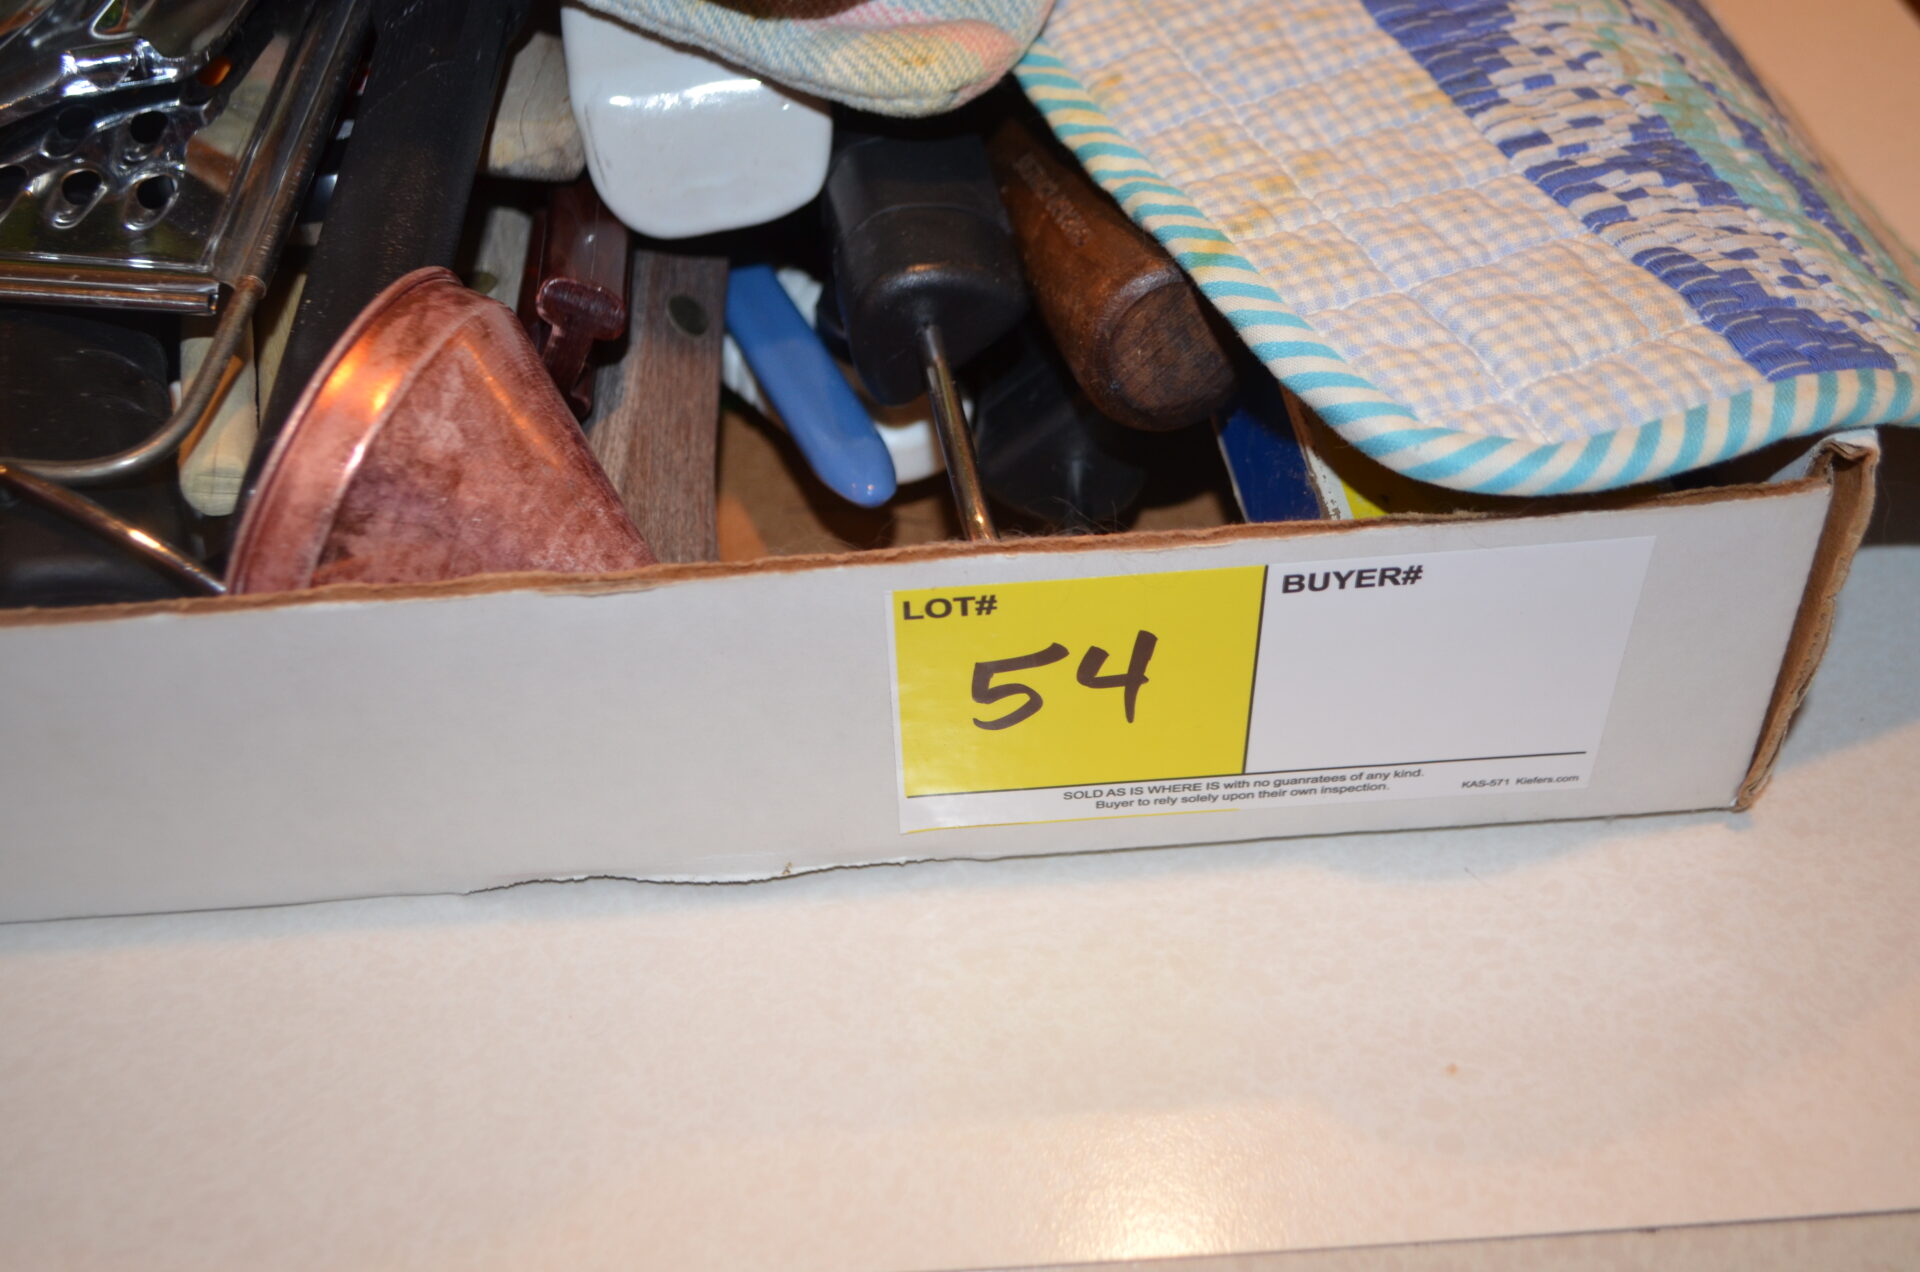 LOT#
BUYER#
54
SOLD AS IS WHERE IS with no guanratees of any kind.
Buyer to rely solely upon their own inspection.
KAS-571 Kiefers.com